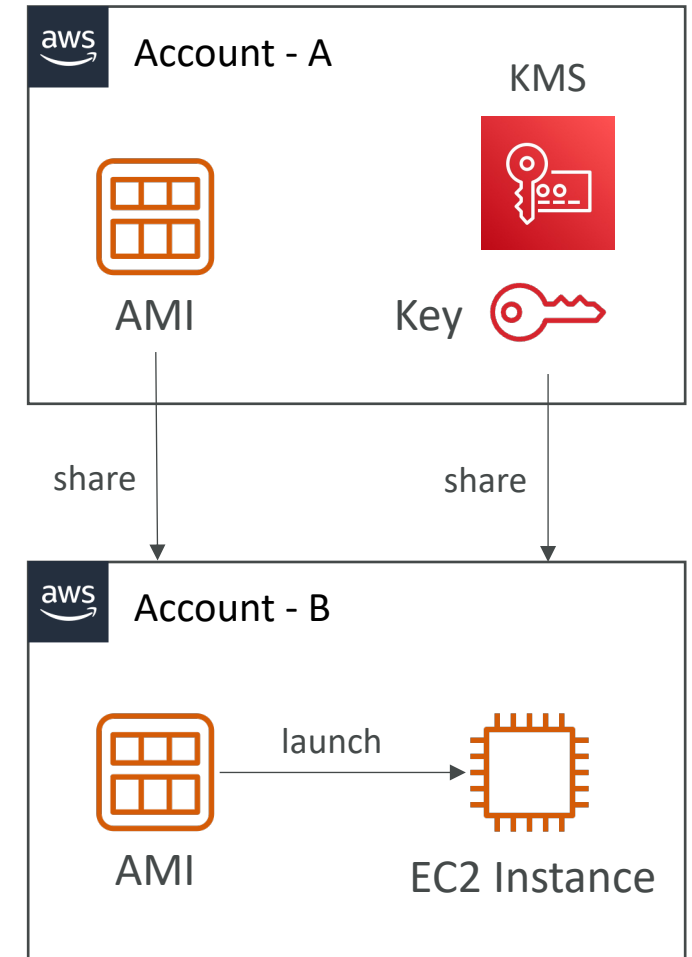 aws
Account - A
KMS
AMI
Key
share
share
aws
Account - B
launch
AMI
EC2 Instance